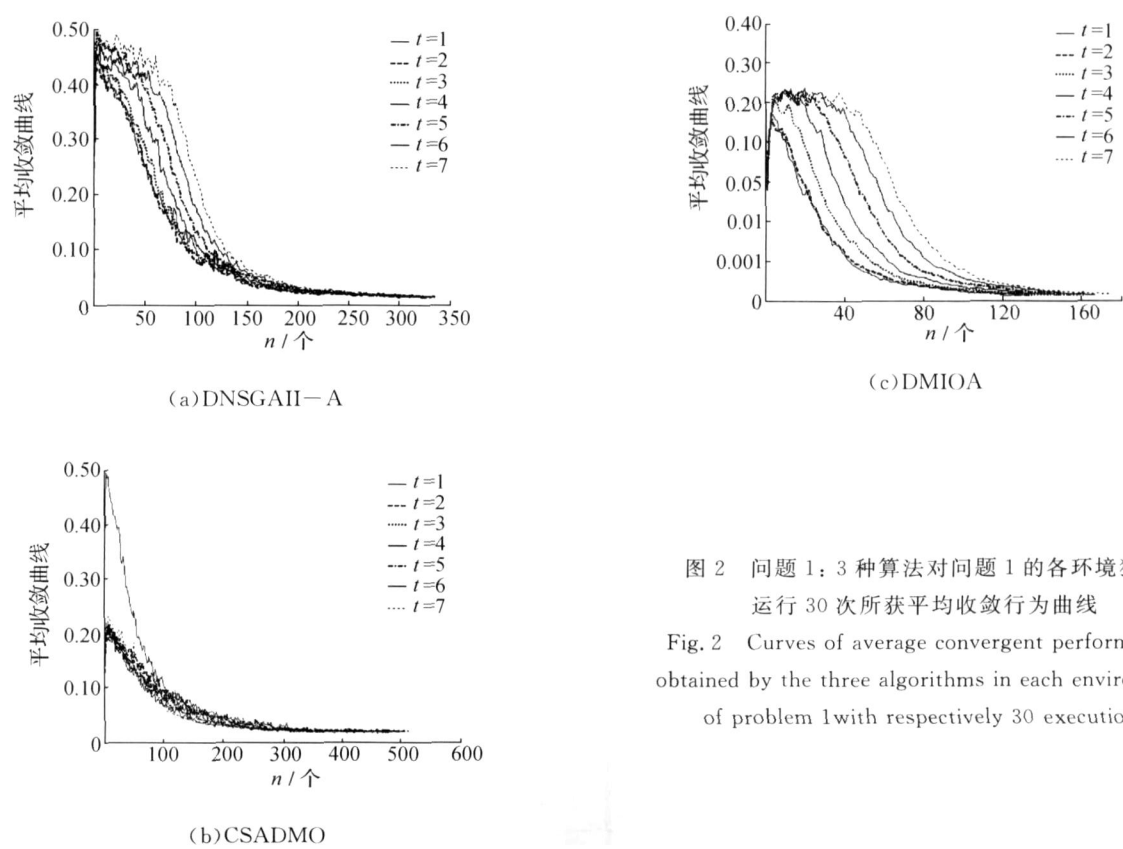 0.50
0.40
0.30
0.20
0.10
0
平均收敛曲线
t=1
t=2
t=3
t=4
t=5
t=6
t=7
50 100 150 200 250 300 350
n / 个
(a)DNSGAII-A
0.50
0.40
0.30
0.20
0.10
0
平均收敛曲线
t=1
t=2
t=3
t=4
t=5
t=6
t=7
100 200 300 400 500 600
n / 个
(b)CSADMO
0.40
0.30
0.20
0.10
0.05
0.01
0.001
0
平均收敛曲线
t=1
t=2
t=3
t=4
t=5
t=6
t=7
40 80 120 160
n / 个
(c)DMIOA
图 2 问题 1: 3 种算法对问题 1 的各环境
运行 30 次所获平均收敛行为曲线
Fig. 2 Curves of average convergent perform
obtained by the three algorithms in each enviro
of problem 1with respectively 30 executio